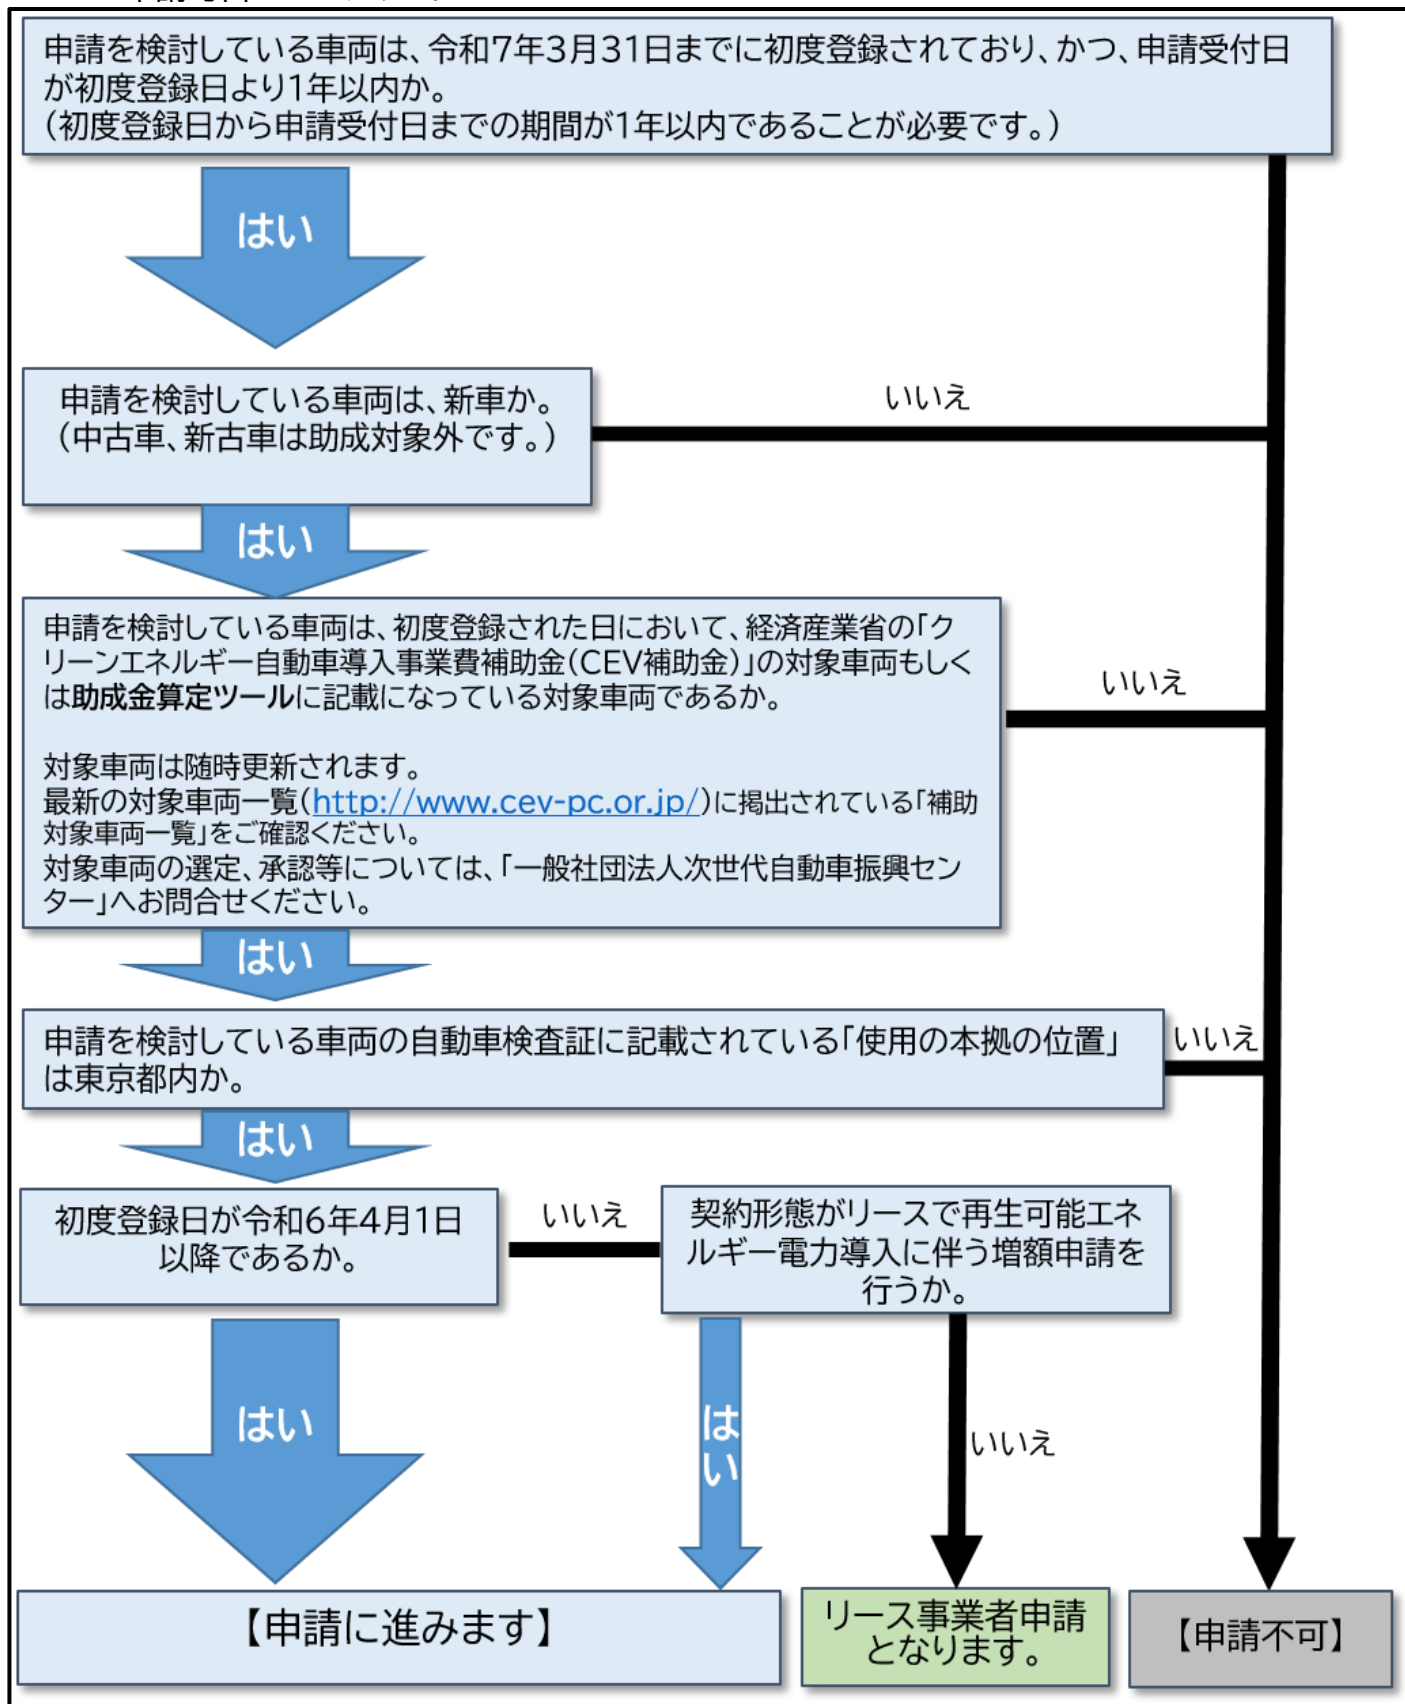 申請を検討している車両は、令和7年3月31日までに初度登録されており、かつ、申請受付日
が初度登録日より1年以内か。
(初度登録日から申請受付日までの期間が1年以内であることが必要です。)
はい
申請を検討している車両は、新車か。
(中古車、新古車は助成対象外です。)
いいえ
はい
申請を検討している車両は、初度登録された日において、経済産業省の「ク
リーンエネルギー自動車導入事業費補助金(CEV補助金)」の対象車両もしく
は助成金算定ツールに記載になっている対象車両であるか。
対象車両は随時更新されます。
最新の対象車両一覧(http://www.cev-pc.or.jp/)に掲出されている「補助
対象車両一覧」をご確認ください。
対象車両の選定、承認等については、「一般社団法人次世代自動車振興セン
ター」へお問合せください。
いいえ
はい
申請を検討している車両の自動車検査証に記載されている「使用の本拠の位置」
は東京都内か。
いいえ
はい
初度登録日が令和6年4月1日
以降であるか。
いいえ
契約形態がリースで再生可能エネ
ルギー電力導入に伴う増額申請を
行うか。
はい
はい
いいえ
【申請に進みます】
リース事業者申請
となります。
【申請不可】